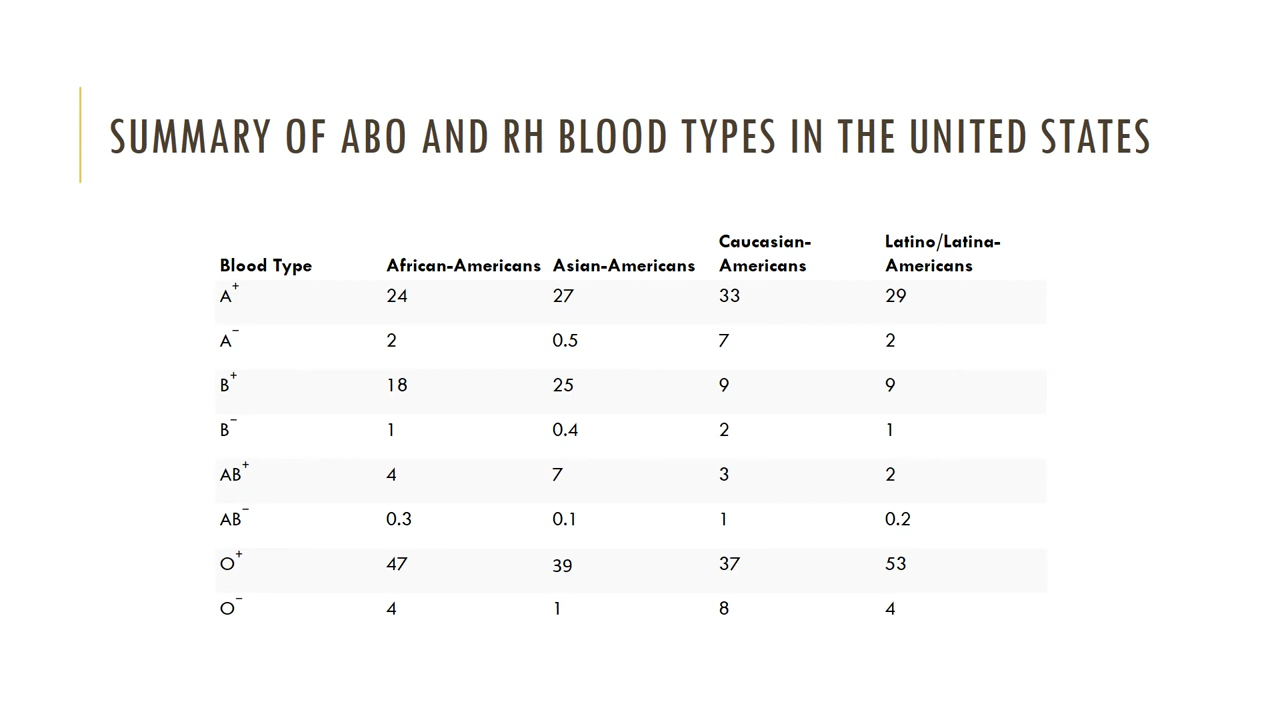 SUMMARY OF ABO AND RH BLOOD TYPES IN THE UNITED STATES
Blood Type African-Americans Asian-Americans Caucasian-Americans Latino/Latina-Americans
A⁺ 24 27 33 29
A⁻ 2 0.5 7 2
B⁺ 18 25 9 9
B⁻ 1 0.4 2 1
AB⁺ 4 7 3 2
AB⁻ 0.3 0.1 1 0.2
O⁺ 47 39 37 53
O⁻ 4 1 8 4